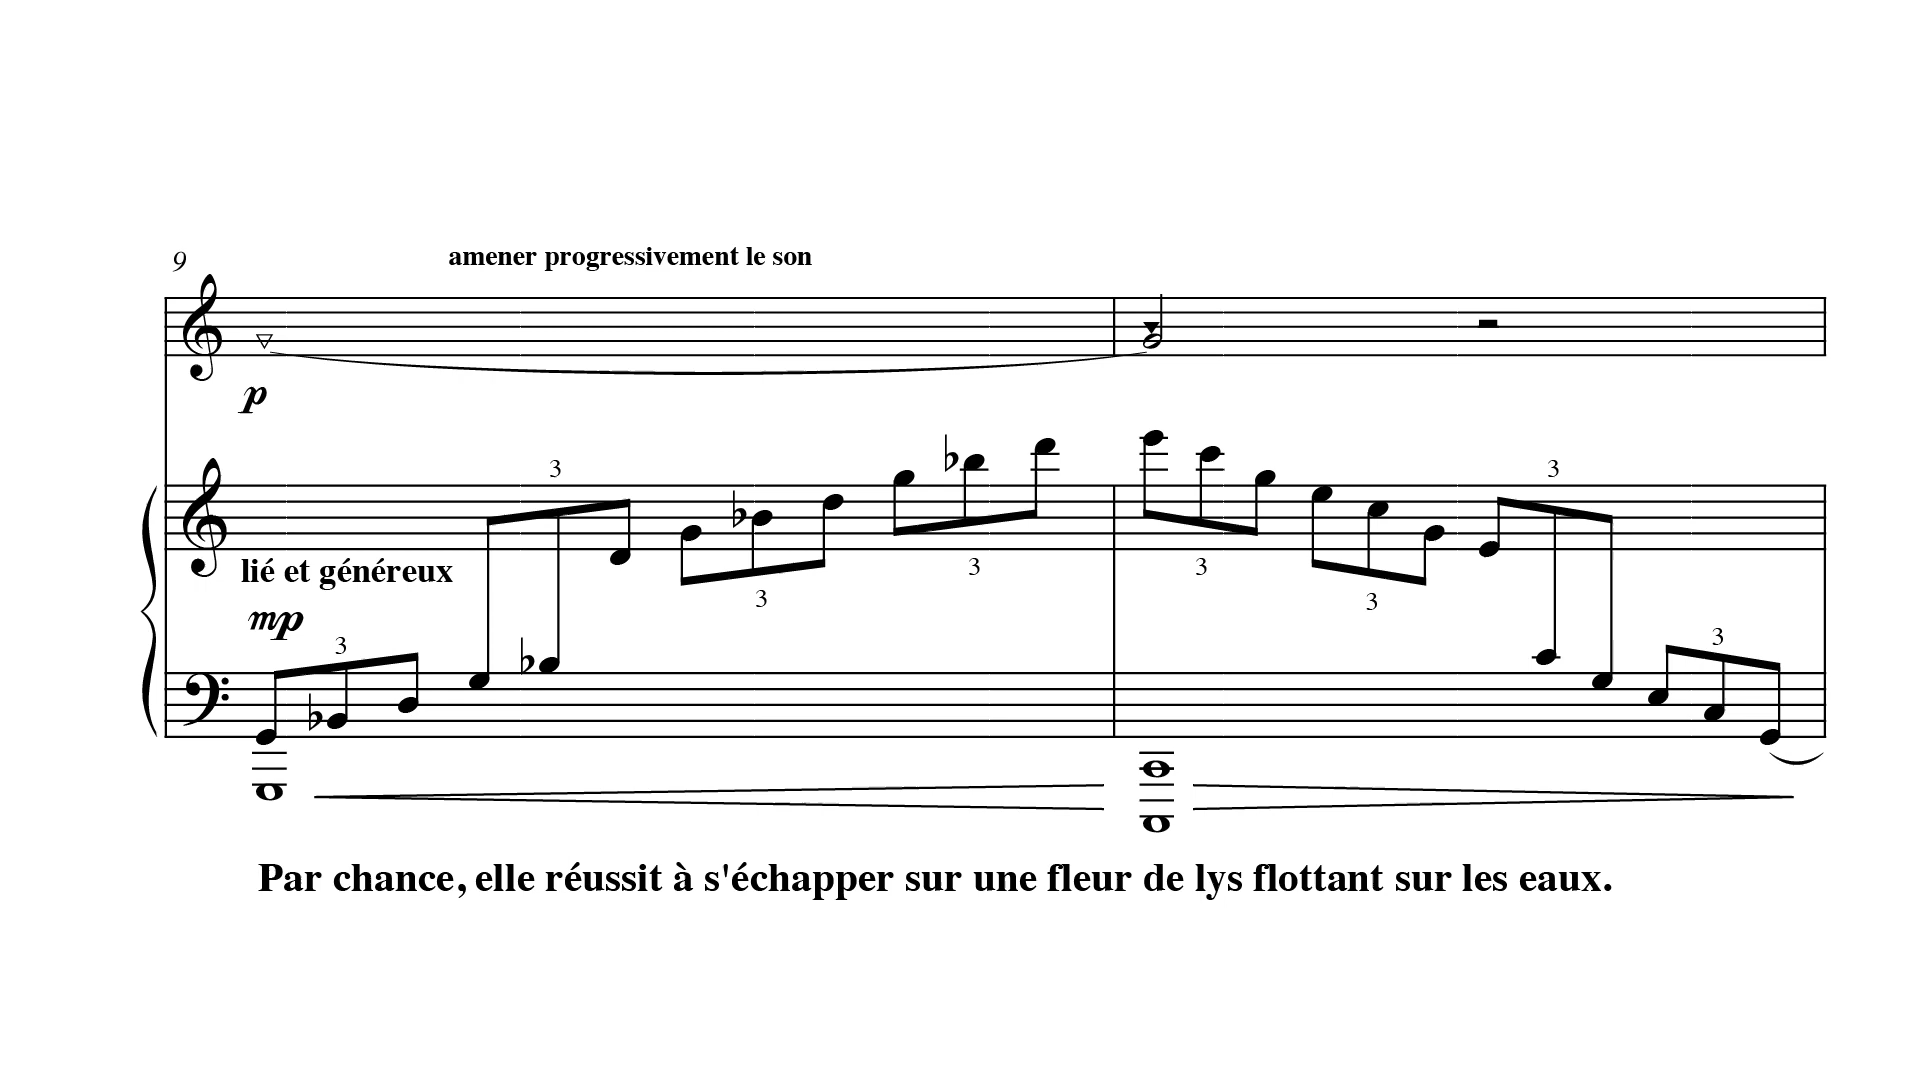 9
amener progressivement le son
p
3
lié et généreux
3
3
3
3
3
mp
3
3
Par chance, elle réussit à s'échapper sur une fleur de lys flottant sur les eaux.